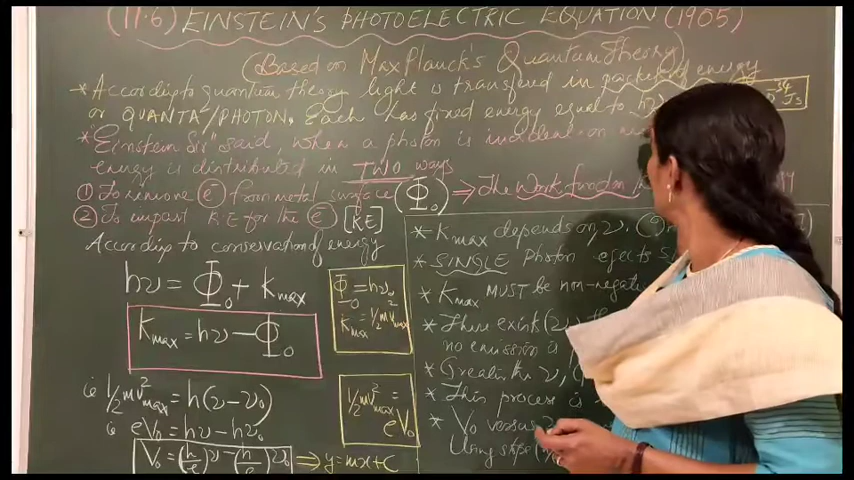 (11.6) EINSTEIN'S PHOTOELECTRIC EQUATION (1905)
(Based on Max Planck's Quantum Theory)
* According to quantum theory light is transfered in packets of energy
or QUANTA/PHOTON. Each has fixed energy equal to hν
* Einstein Sir" said, when a photon is incident on
energy is distributed in TWO ways
① To remove e⁻ from metal surface (Φ₀) ⇒ The Work function
② To impart K.E for the e⁻ [KE]
According to conservation of energy
hν = Φ₀ + Kmax
Kmax = hν − Φ₀
Φ₀ = hν₀
Kmax = ½mv²max
ie ½mv²max = h(ν − ν₀)
ie eV₀ = hν − hν₀
V₀ = (h/e)ν − (h/e)ν₀ ⇒ y = mx + c
½mv²max = eV₀
* Kmax depends on ν.
* SINGLE Photon ejects
* Kmax MUST be non-negative
* There exist (ν₀
no emission is
* Greater the ν,
* This process is
* V₀ versus
Using slope (
-34
Js